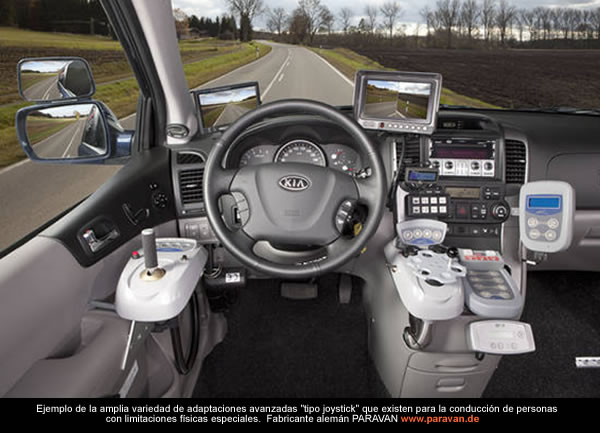 KIA
Ejemplo de la amplia variedad de adaptaciones avanzadas "tipo joystick" que existen para la conducción de personas
con limitaciones físicas especiales.  Fabricante alemán PARAVAN www.paravan.de